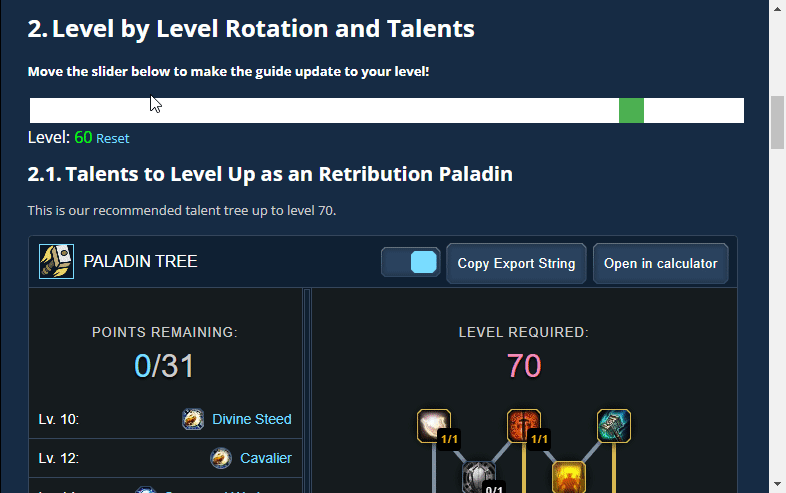 2. Level by Level Rotation and Talents
Move the slider below to make the guide update to your level!
Level: 60 Reset
2.1. Talents to Level Up as an Retribution Paladin
This is our recommended talent tree up to level 70.
PALADIN TREE
Copy Export String
Open in calculator
POINTS REMAINING:
0/31
LEVEL REQUIRED:
70
Lv. 10: Divine Steed
Lv. 12: Cavalier
1/1
1/1
0/1